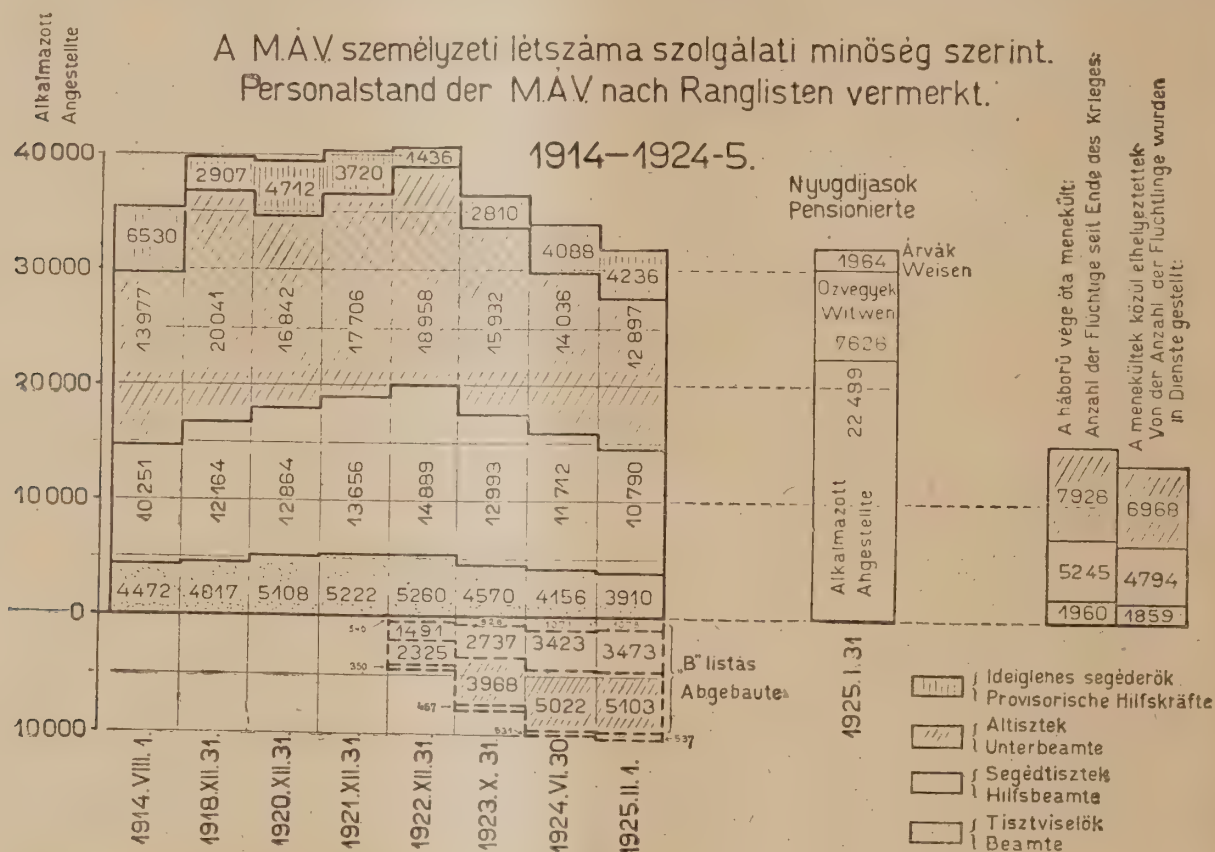 A M.Á.V. személyzeti létszáma szolgálati minőség szerint.
Personalstand der M.Á.V. nach Ranglisten vermerkt.
1914–1924-5.
Alkalmazott
Angestellte
40000
30000
20000
10000
0
10000
6530
2907
4712
3720
1436
2810
4088
4236
13977
20041
16842
17706
18958
15932
14036
12897
10251
12164
12864
13656
14889
12993
11712
10790
4472
4817
5108
5222
5260
4570
4156
3910
540
1491
2737
3423
3473
2325
350
3968
5022
5103
467
531
537
„B" listás
Abgebaute
1914. VIII. 1.
1918. XII. 31.
1920. XII. 31.
1921. XII. 31.
1922. XII. 31.
1923. X. 31.
1924. VI. 30
1925. II. 1.
Nyugdíjasok
Pensionierte
1964
Árvák
Weisen
Özvegyek
Witwen
7626
22489
Alkalmazott
Angestellte
1925. I. 31
A háború vége óta menekült:
Anzahl der Fluchtige seit Ende des Krieges:
A menekültek közül elhelyeztettek
Von der Anzahl der Fluchtlinge wurden
in Dienste gestellt:
7928
6968
5245
4794
1960
1859
Ideiglenes segéderők
Provisorische Hilfskräfte
Altisztek
Unterbeamte
Segédtisztek
Hilfsbeamte
Tisztviselők
Beamte